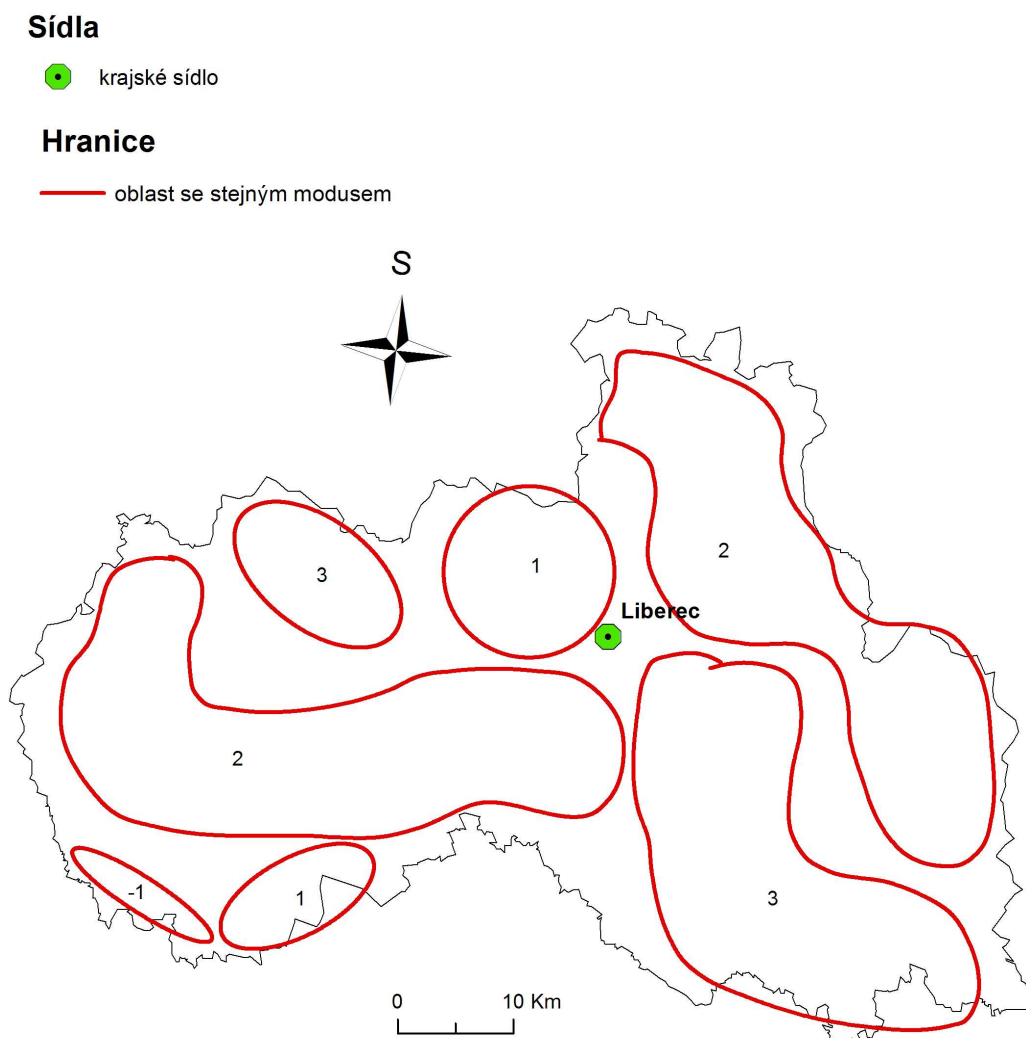 Sídla
krajské sídlo
Hranice
oblast se stejným modusem
S
2
3
1
Liberec
2
-1
1
3
0 10 Km